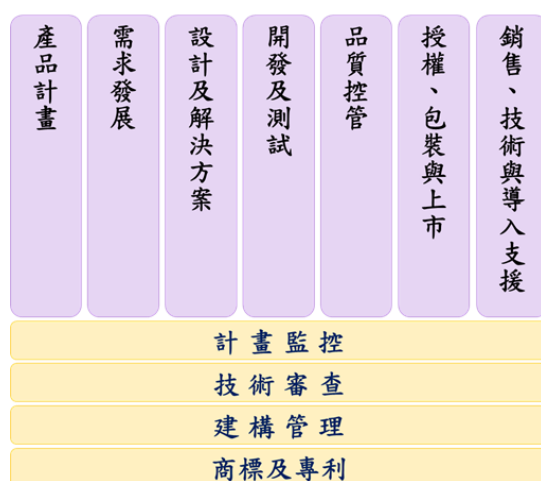 產品計畫
需求發展
設計及解決方案
開發及測試
品質控管
授權、包裝與上市
銷售、技術與導入支援
計畫監控
技術審查
建構管理
商標及專利